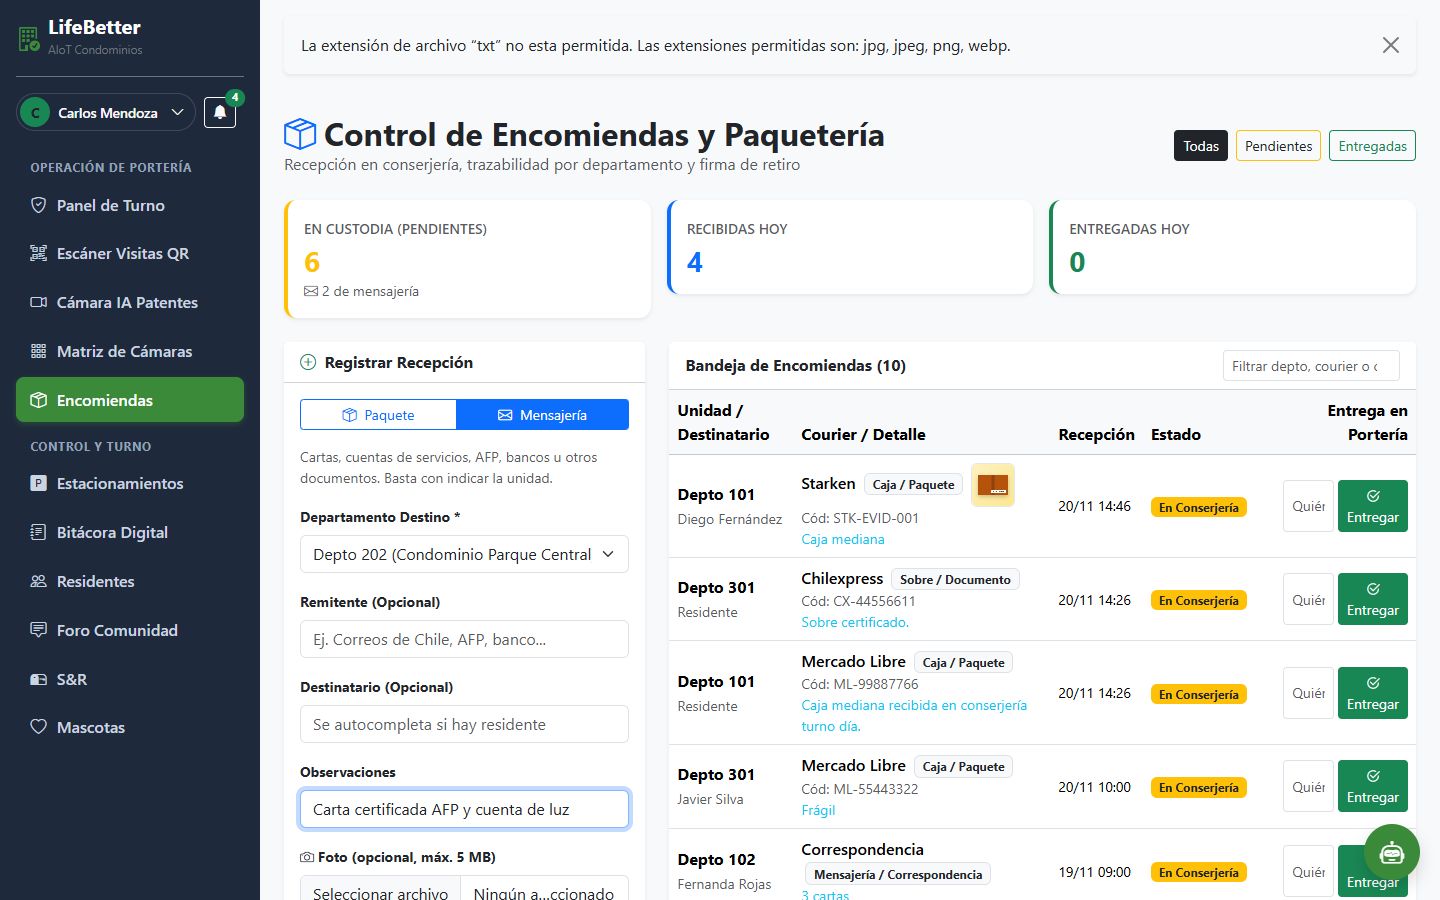 LifeBetter
AIoT Condominios
C Carlos Mendoza
4
OPERACIÓN DE PORTERÍA
Panel de Turno
Escáner Visitas QR
Cámara IA Patentes
Matriz de Cámaras
Encomiendas
CONTROL Y TURNO
Estacionamientos
Bitácora Digital
Residentes
Foro Comunidad
S&R
Mascotas
La extensión de archivo “txt” no esta permitida. Las extensiones permitidas son: jpg, jpeg, png, webp.
Control de Encomiendas y Paquetería
Recepción en conserjería, trazabilidad por departamento y firma de retiro
Todas
Pendientes
Entregadas
EN CUSTODIA (PENDIENTES)
6
2 de mensajería
RECIBIDAS HOY
4
ENTREGADAS HOY
0
Registrar Recepción
Paquete
Mensajería
Cartas, cuentas de servicios, AFP, bancos u otros
documentos. Basta con indicar la unidad.
Departamento Destino *
Depto 202 (Condominio Parque Central
Remitente (Opcional)
Ej. Correos de Chile, AFP, banco...
Destinatario (Opcional)
Se autocompleta si hay residente
Observaciones
Carta certificada AFP y cuenta de luz
Foto (opcional, máx. 5 MB)
Seleccionar archivo
Ningún a...ccionado
Bandeja de Encomiendas (10)
Filtrar depto, courier o c
Unidad /
Destinatario
Courier / Detalle
Recepción
Estado
Entrega en
Portería
Depto 101
Diego Fernández
Starken
Caja / Paquete
Cód: STK-EVID-001
Caja mediana
20/11 14:46
En Conserjería
Quiér
Entregar
Depto 301
Residente
Chilexpress
Sobre / Documento
Cód: CX-44556611
Sobre certificado.
20/11 14:26
En Conserjería
Quiér
Entregar
Depto 101
Residente
Mercado Libre
Caja / Paquete
Cód: ML-99887766
Caja mediana recibida en conserjería
turno día.
20/11 14:26
En Conserjería
Quiér
Entregar
Depto 301
Javier Silva
Mercado Libre
Caja / Paquete
Cód: ML-55443322
Frágil
20/11 10:00
En Conserjería
Quiér
Entregar
Depto 102
Fernanda Rojas
Correspondencia
Mensajería / Correspondencia
3 cartas
19/11 09:00
En Conserjería
Quiér
Entregar